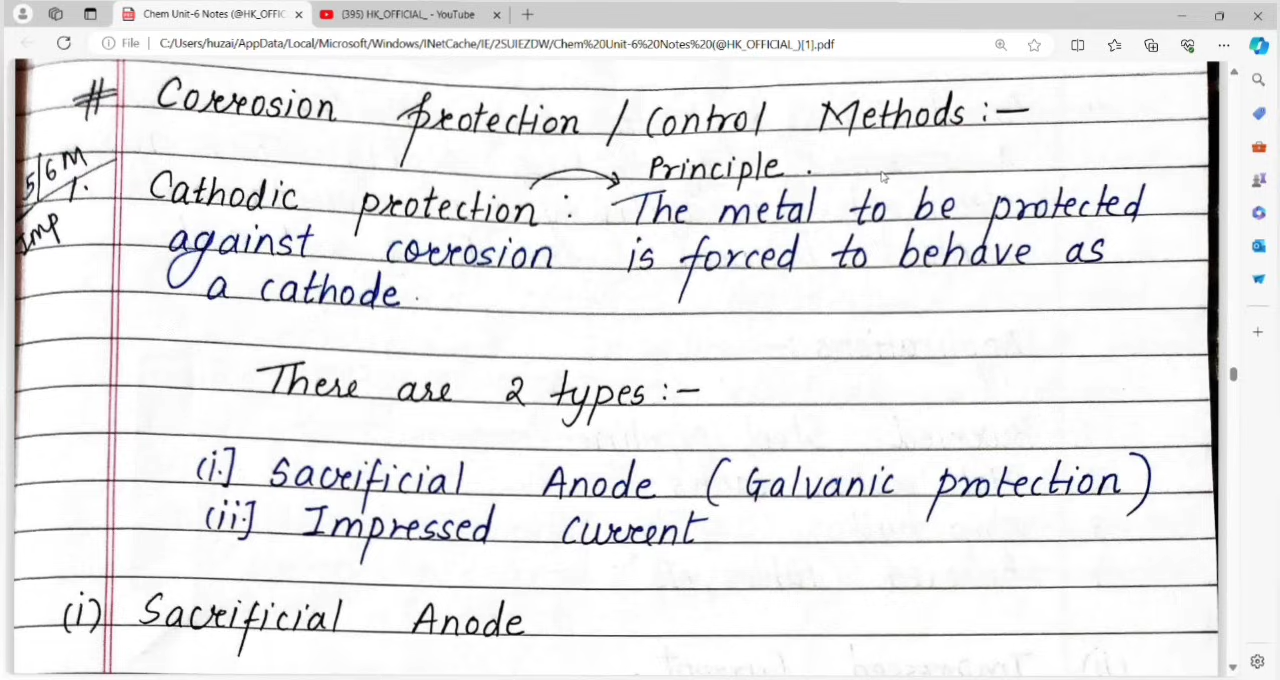 Chem Unit-6 Notes (@HK_OFFIC
(395) HK_OFFICIAL_ - YouTube
File | C:/Users/huzai/AppData/Local/Microsoft/Windows/INetCache/IE/2SUIEZDW/Chem%20Unit-6%20Notes%20(@HK_OFFICIAL_)[1].pdf
# Corrosion protection / Control Methods :-
5/6M
1.
Imp
Principle.
Cathodic protection : The metal to be protected
against corrosion is forced to behave as
a cathode.
There are 2 types :-
(i.] Sacrificial Anode (Galvanic protection)
(ii.] Impressed Current
(i) Sacrificial Anode